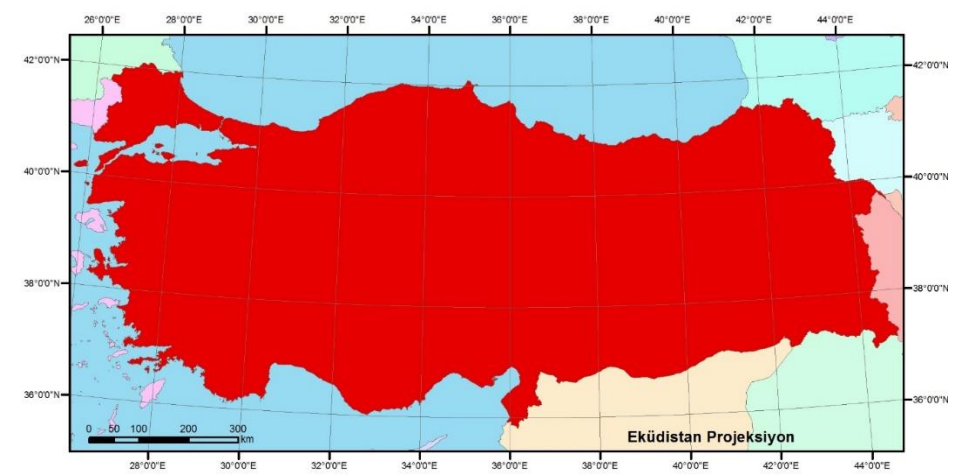 26°0'0"E 28°0'0"E 30°0'0"E 32°0'0"E 34°0'0"E 36°0'0"E 38°0'0"E 40°0'0"E 42°0'0"E 44°0'0"E
42°0'0"N 42°0'0"N
40°0'0"N 40°0'0"N
38°0'0"N 38°0'0"N
36°0'0"N 36°0'0"N
0 50 100 200 300
km
Eküdistan Projeksiyon
28°0'0"E 30°0'0"E 32°0'0"E 34°0'0"E 36°0'0"E 38°0'0"E 40°0'0"E 42°0'0"E 44°0'0"E